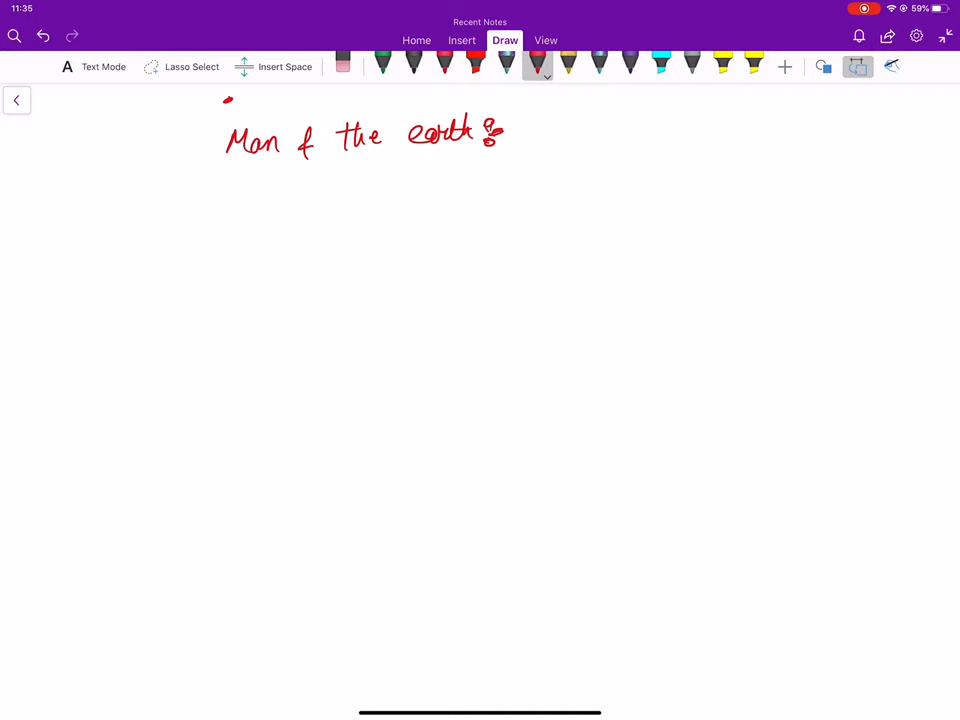 11:35
59%
Recent Notes
Home Insert Draw View
Text Mode Lasso Select Insert Space
Man & the earth :-